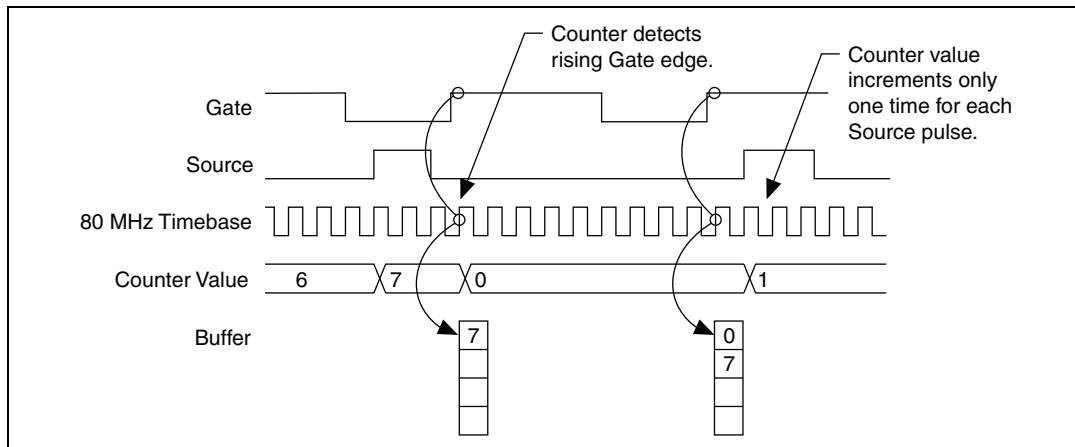 Counter detects
rising Gate edge.
Counter value
increments only
one time for each
Source pulse.
Gate
Source
80 MHz Timebase
Counter Value 6 7 0 1
Buffer 7 0
7